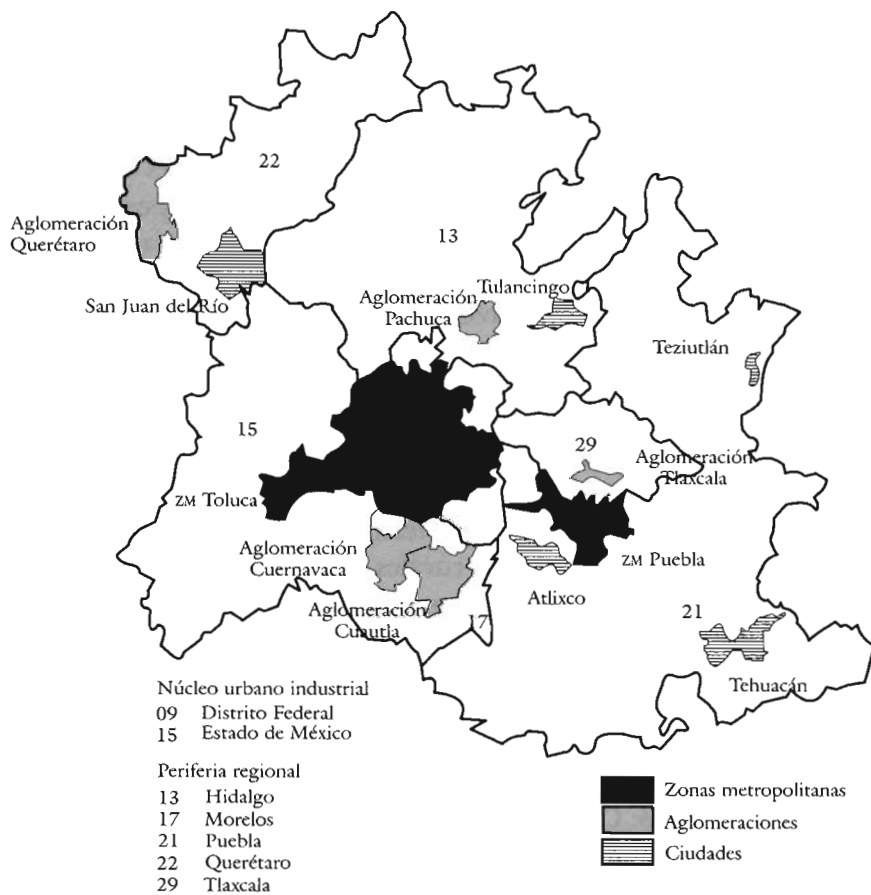 22
Aglomeración
Querétaro
13
San Juan del Río
Aglomeración
Pachuca
Tulancingo
Teziutlán
15
29
Aglomeración
Tlaxcala
ZM Toluca
Aglomeración
Cuernavaca
ZM Puebla
Aglomeración
Cuautla
17
Atlixco
21
Tehuacán
Núcleo urbano industrial
09 Distrito Federal
15 Estado de México
Periferia regional
13 Hidalgo
17 Morelos
21 Puebla
22 Querétaro
29 Tlaxcala
Zonas metropolitanas
Aglomeraciones
Ciudades